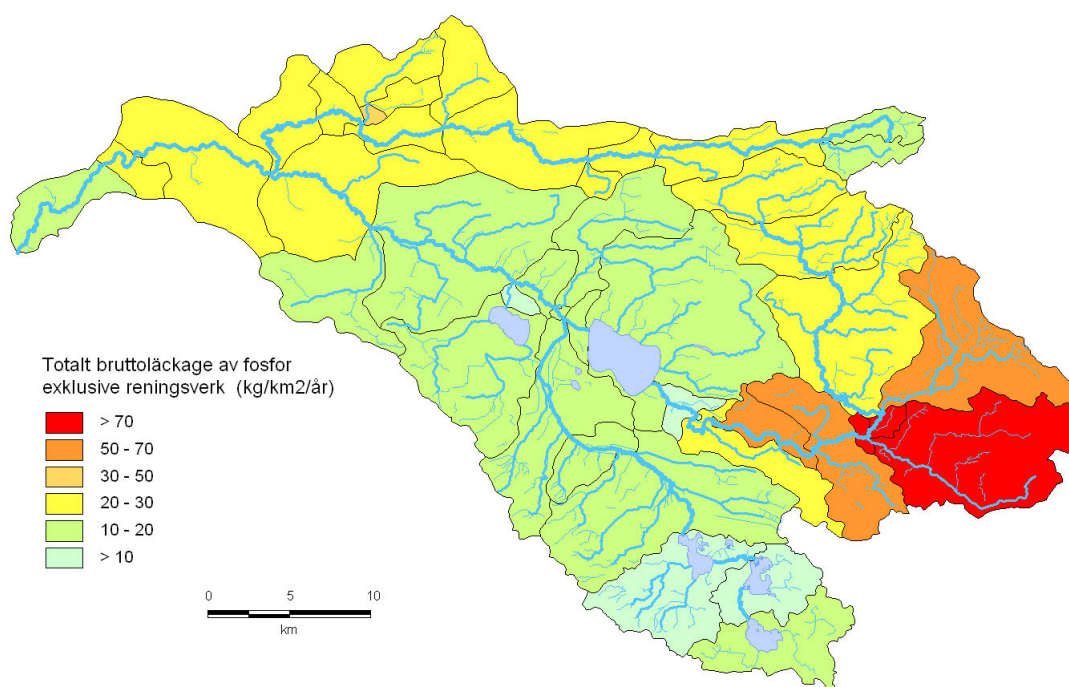 Totalt bruttoläckage av fosfor
exklusive reningsverk (kg/km2/år)
> 70
50 - 70
30 - 50
20 - 30
10 - 20
> 10
0 5 10
km